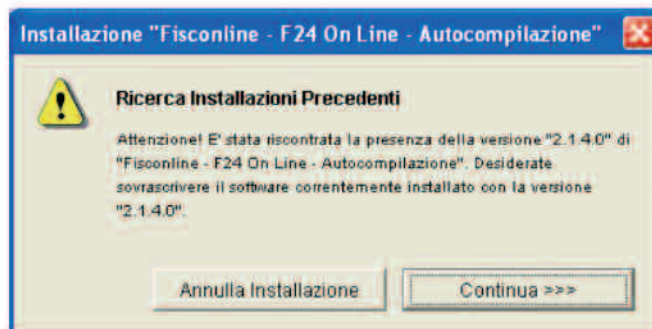 Installazione "Fisconline - F24 On Line - Autocompilazione"
Ricerca Installazioni Precedenti
Attenzione! E' stata riscontrata la presenza della versione "2.1.4.0" di
"Fisconline - F24 On Line - Autocompilazione". Desiderate
sovrascrivere il software correntemente installato con la versione
"2.1.4.0".
Annulla Installazione
Continua >>>